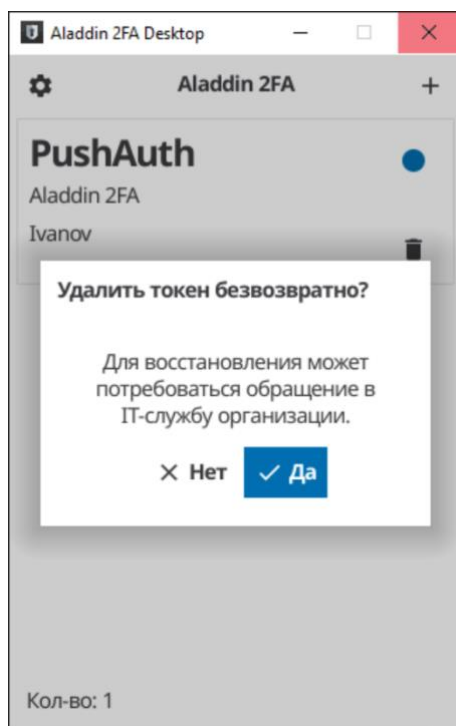 Aladdin 2FA Desktop
Aladdin 2FA
PushAuth
Aladdin 2FA
Ivanov
Удалить токен безвозвратно?
Для восстановления может
потребоваться обращение в
IT-службу организации.
Нет Да
Кол-во: 1